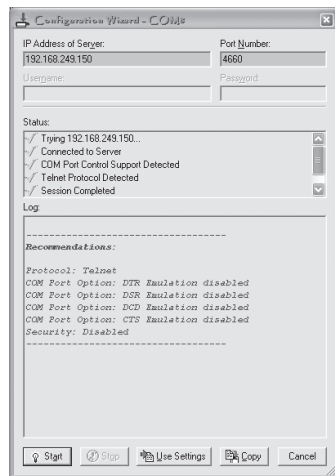 Configuration Wizard - COM8
IP Address of Server: Port Number:
192.168.249.150 4660
Username: Password:
Status:
Trying 192.168.249.150...
Connected to Server
COM Port Control Support Detected
Telnet Protocol Detected
Session Completed
Log:
----------------------------------
Recommendations:
Protocol: Telnet
COM Port Option: DTR Emulation disabled
COM Port Option: DSR Emulation disabled
COM Port Option: DCD Emulation disabled
COM Port Option: CTS Emulation disabled
Security: Disabled
----------------------------------
Start Stop Use Settings Copy Cancel